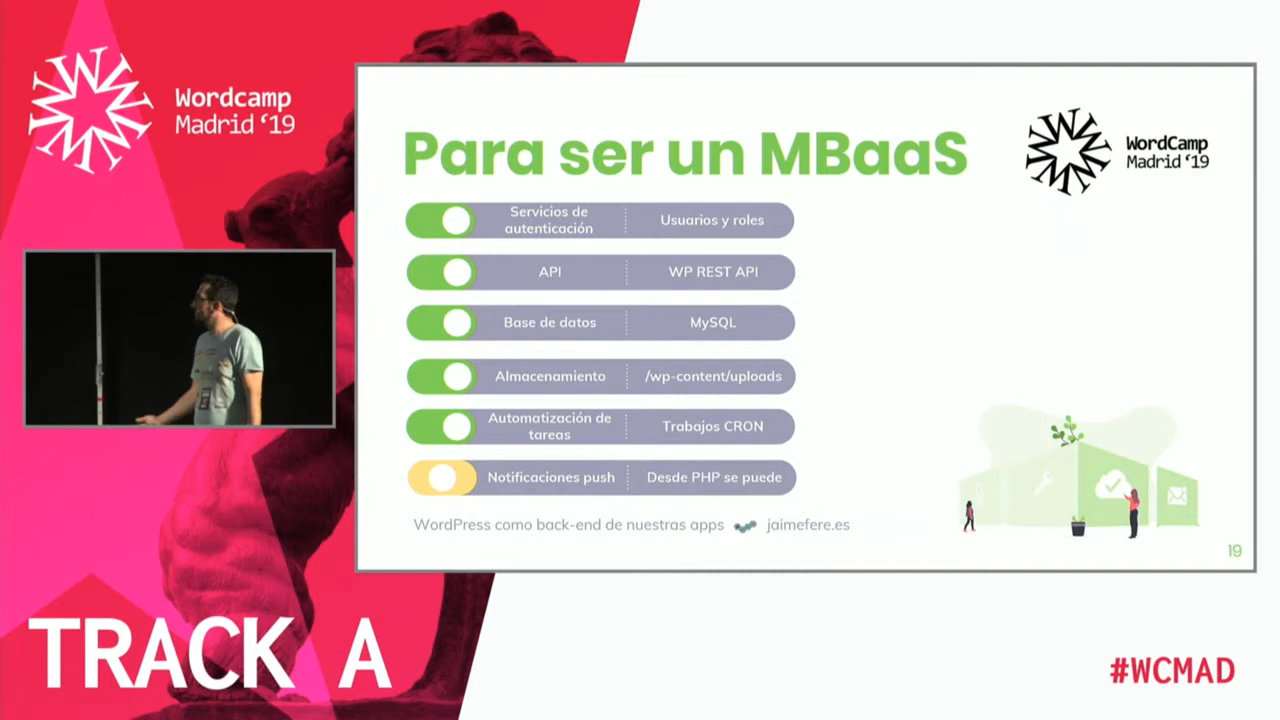 Wordcamp
Madrid ‘19
Para ser un MBaaS
WordCamp
Madrid ‘19
Servicios de
autenticación
Usuarios y roles
API
WP REST API
Base de datos
MySQL
Almacenamiento
/wp-content/uploads
Automatización de
tareas
Trabajos CRON
Notificaciones push
Desde PHP se puede
WordPress como back-end de nuestras apps
jaimefere.es
19
TRACK A
#WCMAD